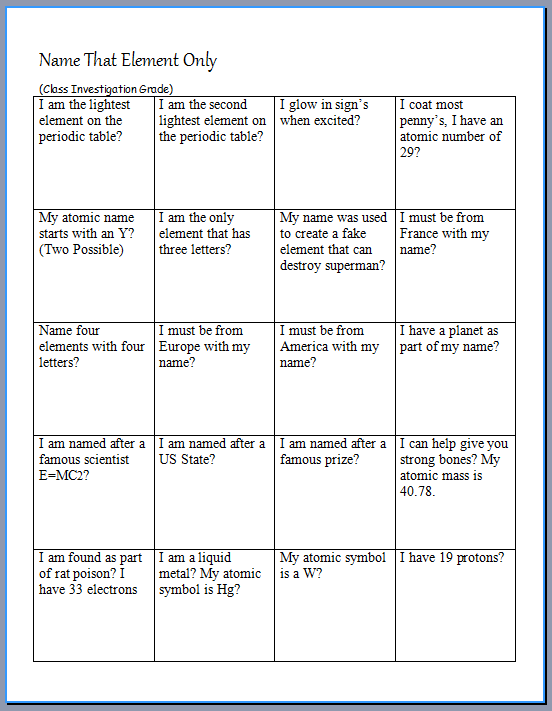 Name That Element Only
(Class Investigation Grade)
I am the lightest
element on the
periodic table?
I am the second
lightest element on
the periodic table?
I glow in sign's
when excited?
I coat most
penny's, I have an
atomic number of
29?
My atomic name
starts with an Y?
(Two Possible)
I am the only
element that has
three letters?
My name was used
to create a fake
element that can
destroy superman?
I must be from
France with my
name?
Name four
elements with four
letters?
I must be from
Europe with my
name?
I must be from
America with my
name?
I have a planet as
part of my name?
I am named after a
famous scientist
E=MC2?
I am named after a
US State?
I am named after a
famous prize?
I can help give you
strong bones? My
atomic mass is
40.78.
I am found as part
of rat poison? I
have 33 electrons
I am a liquid
metal? My atomic
symbol is Hg?
My atomic symbol
is a W?
I have 19 protons?